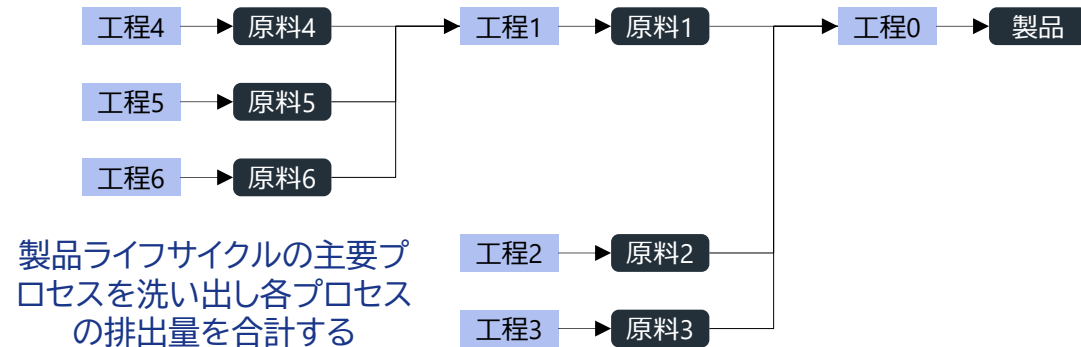 工程4
原料4
工程1
原料1
工程0
製品
工程5
原料5
工程6
原料6
工程2
原料2
工程3
原料3
製品ライフサイクルの主要プ
ロセスを洗い出し各プロセス
の排出量を合計する